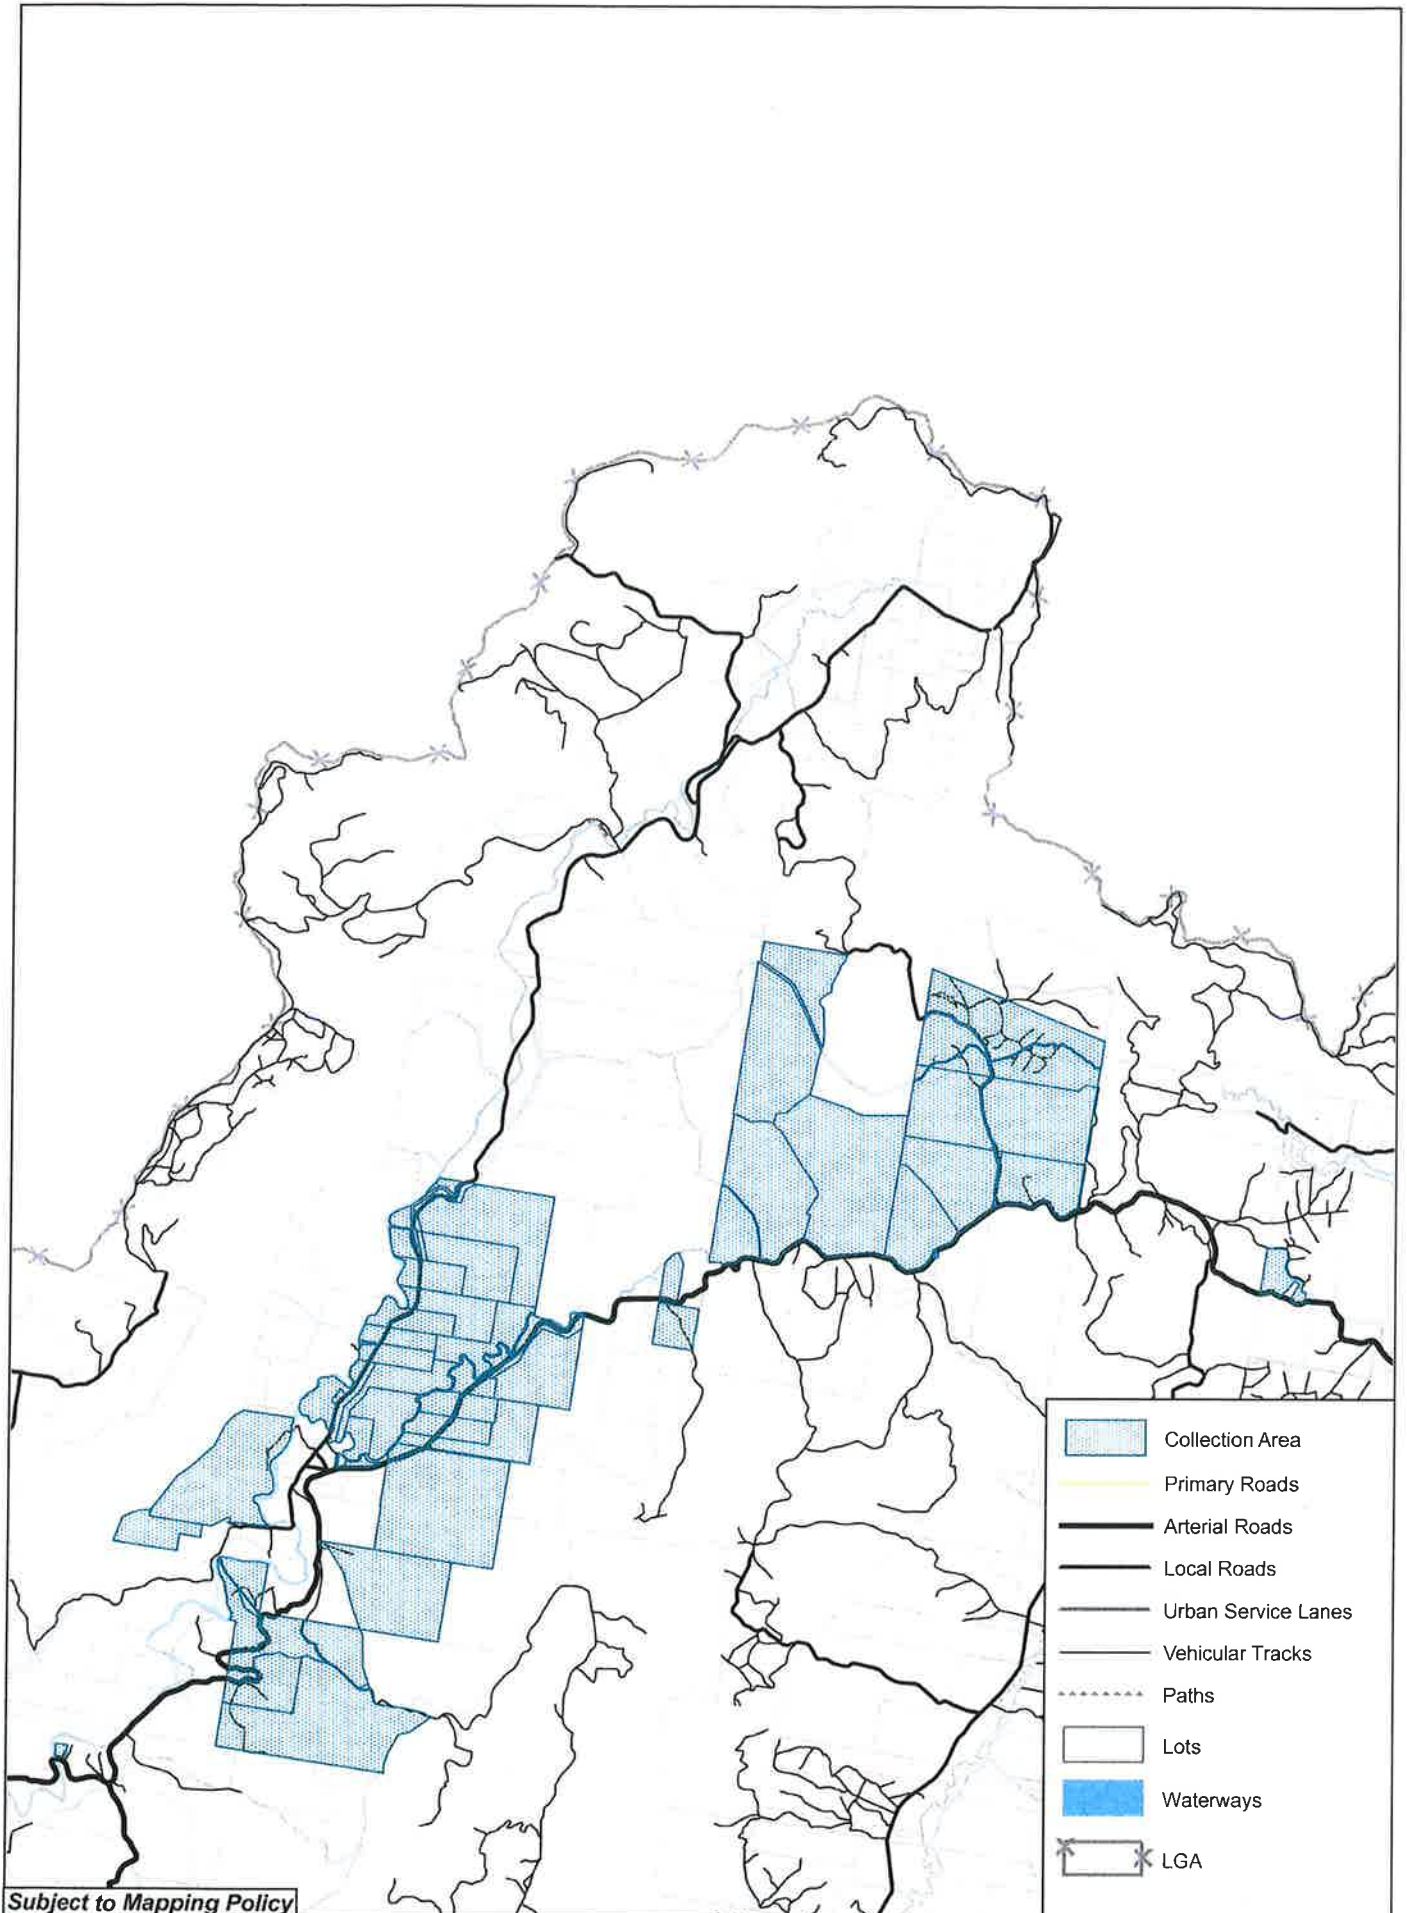 Collection Area
Primary Roads
Arterial Roads
Local Roads
Urban Service Lanes
Vehicular Tracks
Paths
Lots
Waterways
LGA
Subject to Mapping Policy